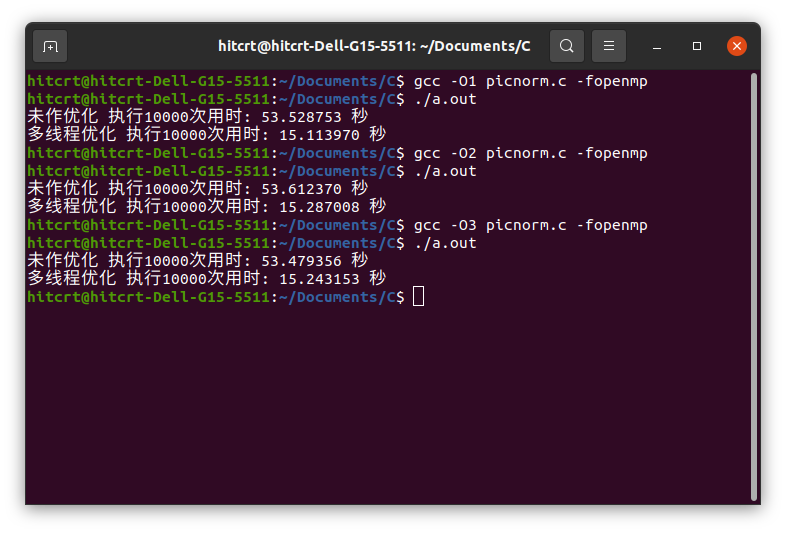 hitcrt@hitcrt-Dell-G15-5511: ~/Documents/C
hitcrt@hitcrt-Dell-G15-5511:~/Documents/C$ gcc -O1 picnorm.c -fopenmp
hitcrt@hitcrt-Dell-G15-5511:~/Documents/C$ ./a.out
未作优化 执行10000次用时: 53.528753 秒
多线程优化 执行10000次用时: 15.113970 秒
hitcrt@hitcrt-Dell-G15-5511:~/Documents/C$ gcc -O2 picnorm.c -fopenmp
hitcrt@hitcrt-Dell-G15-5511:~/Documents/C$ ./a.out
未作优化 执行10000次用时: 53.612370 秒
多线程优化 执行10000次用时: 15.287008 秒
hitcrt@hitcrt-Dell-G15-5511:~/Documents/C$ gcc -O3 picnorm.c -fopenmp
hitcrt@hitcrt-Dell-G15-5511:~/Documents/C$ ./a.out
未作优化 执行10000次用时: 53.479356 秒
多线程优化 执行10000次用时: 15.243153 秒
hitcrt@hitcrt-Dell-G15-5511:~/Documents/C$